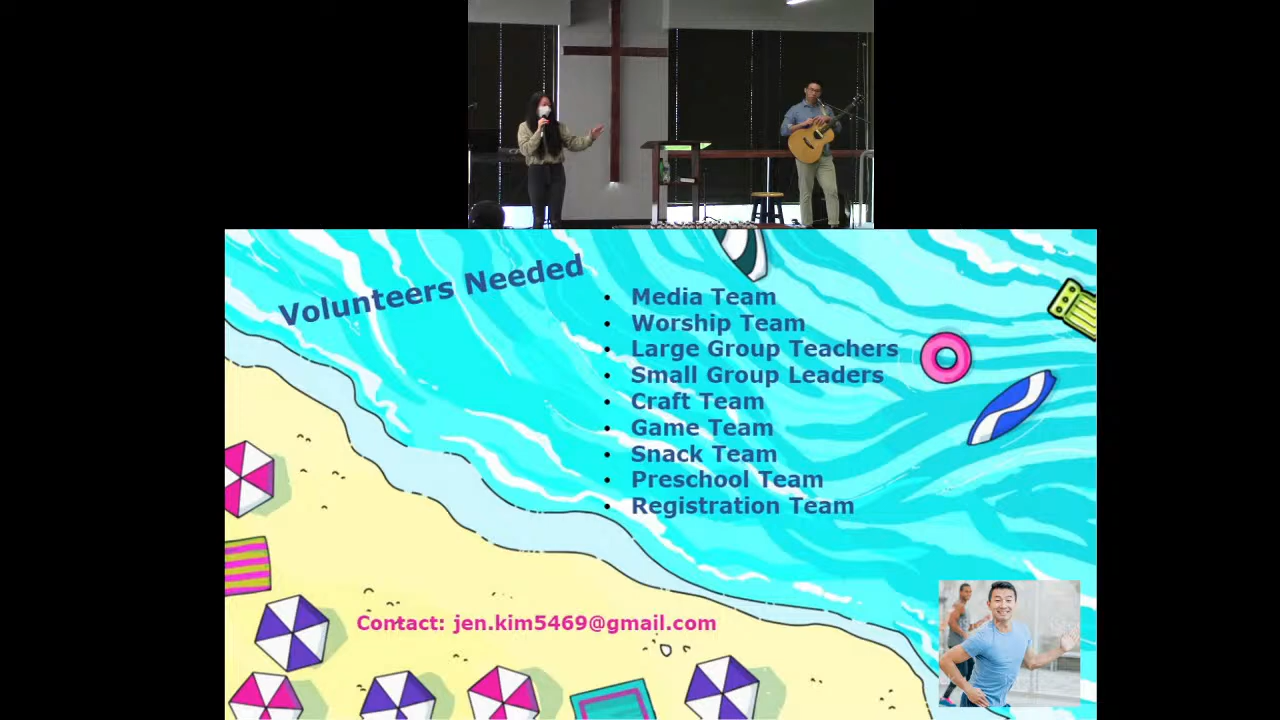 Volunteers Needed
• Media Team
• Worship Team
• Large Group Teachers
• Small Group Leaders
• Craft Team
• Game Team
• Snack Team
• Preschool Team
• Registration Team
Contact: jen.kim5469@gmail.com